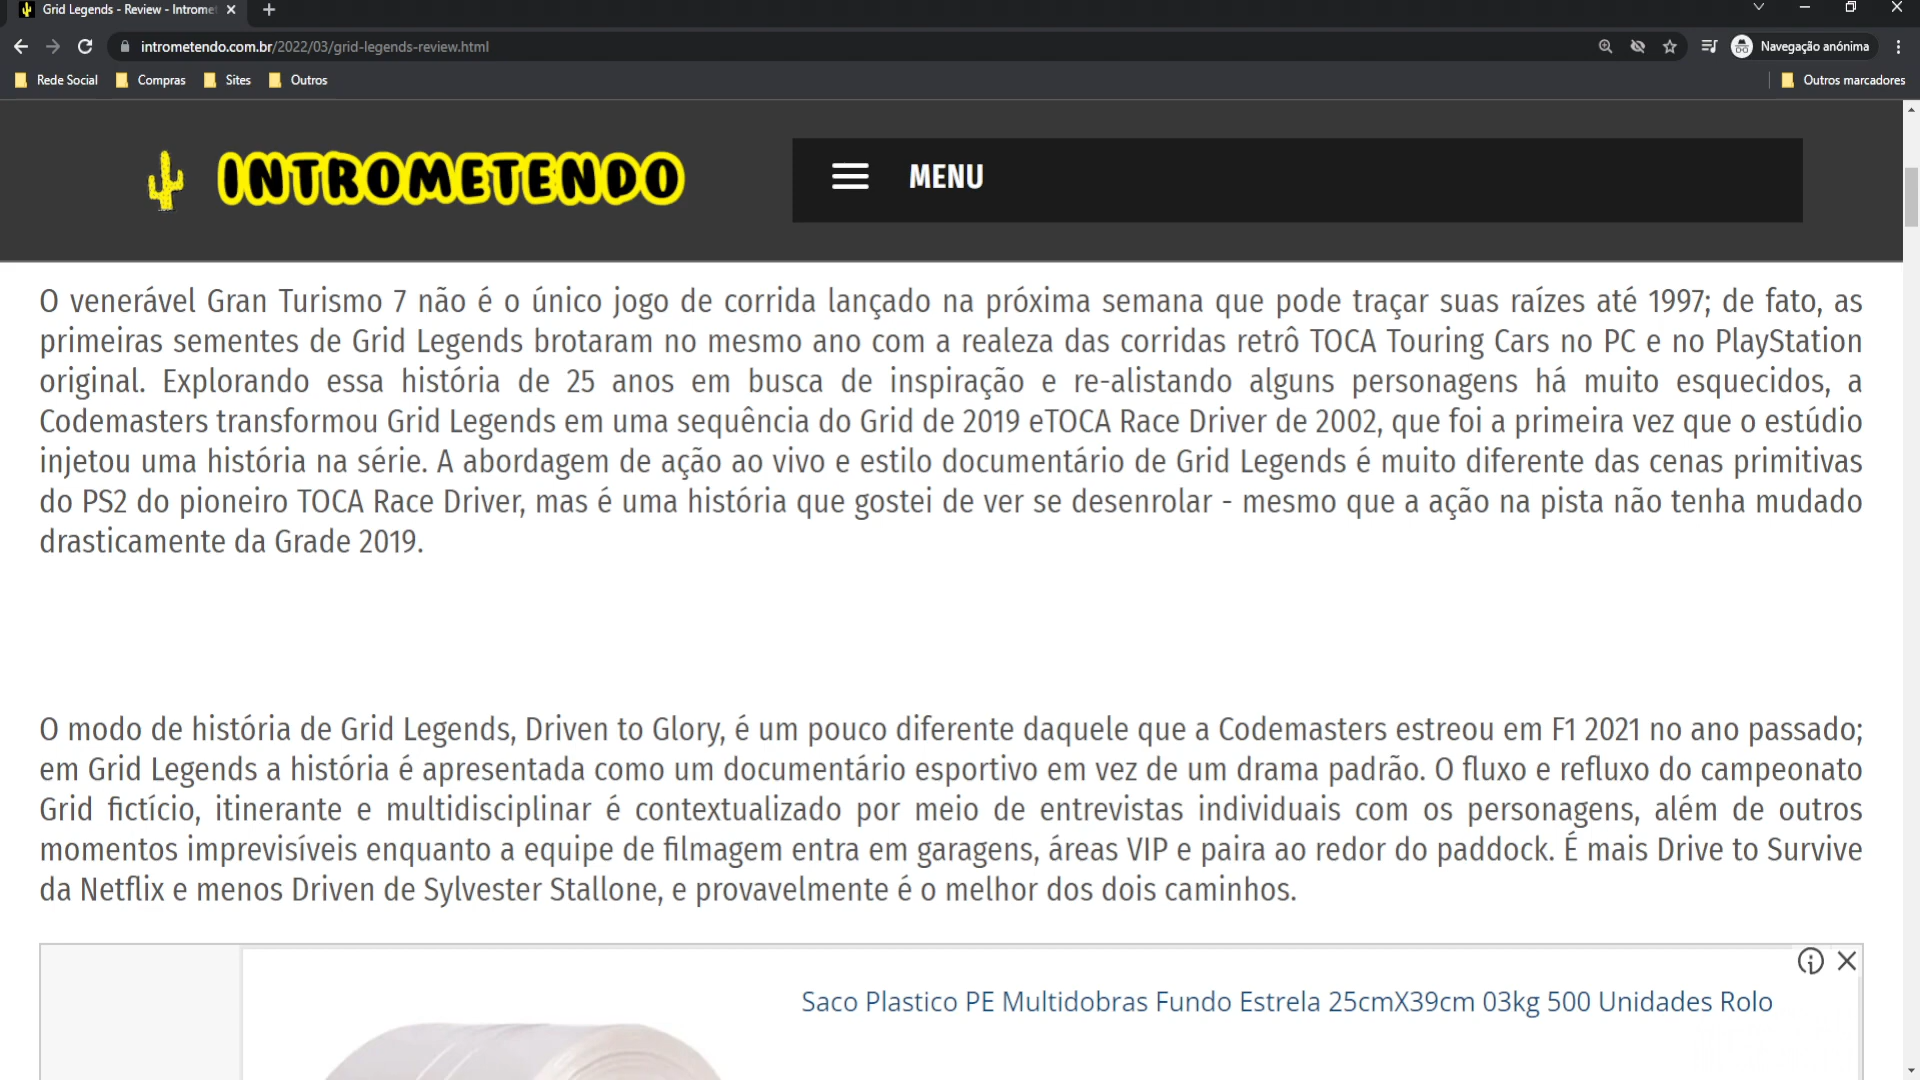 Grid Legends - Review - Intromet
intrometendo.com.br/2022/03/grid-legends-review.html
Navegação anónima
Rede Social
Compras
Sites
Outros
Outros marcadores
INTROMETENDO
MENU
O venerável Gran Turismo 7 não é o único jogo de corrida lançado na próxima semana que pode traçar suas raízes até 1997; de fato, as
primeiras sementes de Grid Legends brotaram no mesmo ano com a realeza das corridas retrô TOCA Touring Cars no PC e no PlayStation
original. Explorando essa história de 25 anos em busca de inspiração e re-alistando alguns personagens há muito esquecidos, a
Codemasters transformou Grid Legends em uma sequência do Grid de 2019 eTOCA Race Driver de 2002, que foi a primeira vez que o estúdio
injetou uma história na série. A abordagem de ação ao vivo e estilo documentário de Grid Legends é muito diferente das cenas primitivas
do PS2 do pioneiro TOCA Race Driver, mas é uma história que gostei de ver se desenrolar - mesmo que a ação na pista não tenha mudado
drasticamente da Grade 2019.
O modo de história de Grid Legends, Driven to Glory, é um pouco diferente daquele que a Codemasters estreou em F1 2021 no ano passado;
em Grid Legends a história é apresentada como um documentário esportivo em vez de um drama padrão. O fluxo e refluxo do campeonato
Grid fictício, itinerante e multidisciplinar é contextualizado por meio de entrevistas individuais com os personagens, além de outros
momentos imprevisíveis enquanto a equipe de filmagem entra em garagens, áreas VIP e paira ao redor do paddock. É mais Drive to Survive
da Netflix e menos Driven de Sylvester Stallone, e provavelmente é o melhor dos dois caminhos.
Saco Plastico PE Multidobras Fundo Estrela 25cmX39cm 03kg 500 Unidades Rolo